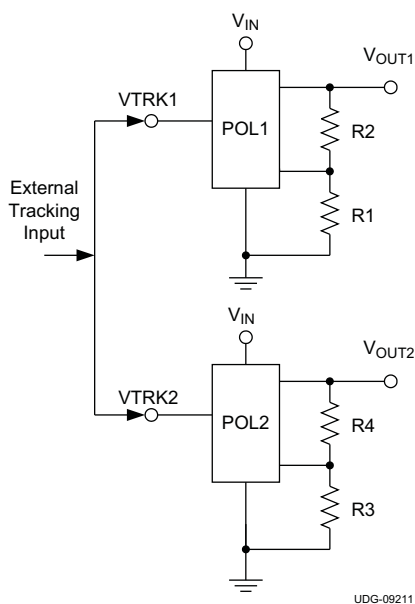 V_IN
V_OUT1
VTRK1
POL1
R2
External
Tracking
Input
R1
V_IN
V_OUT2
VTRK2
POL2
R4
R3
UDG-09211